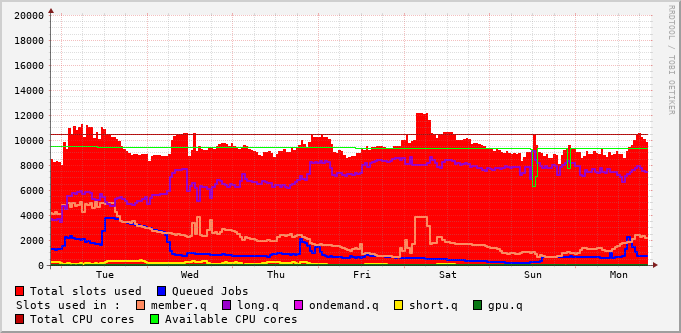 20000
18000
16000
14000
12000
10000
8000
6000
4000
2000
0
Tue Wed Thu Fri Sat Sun Mon
Total slots used Queued Jobs
Slots used in : member.q long.q ondemand.q short.q gpu.q
Total CPU cores Available CPU cores
RRDTOOL / TOBI OETIKER